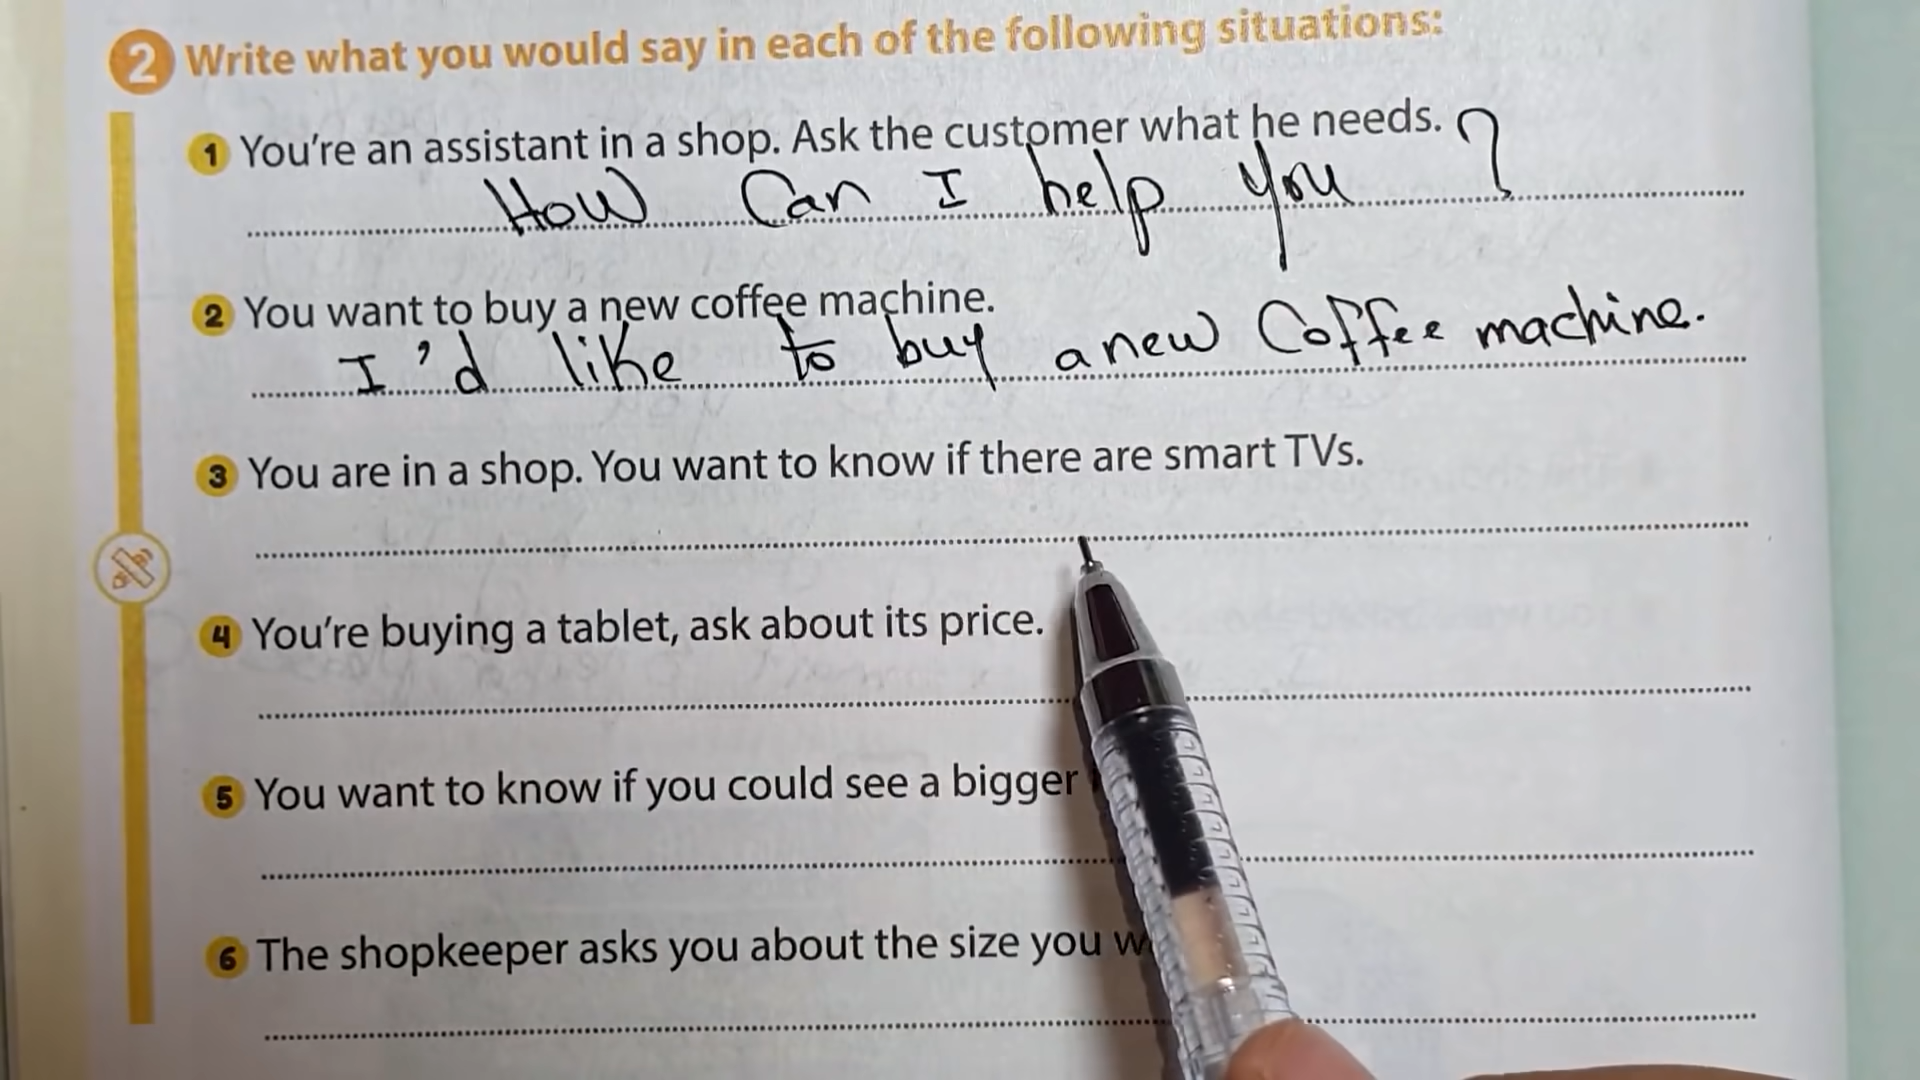 2 Write what you would say in each of the following situations:
1 You're an assistant in a shop. Ask the customer what he needs.
How Can I help you ?
2 You want to buy a new coffee machine.
I'd like to buy a new Coffee machine.
3 You are in a shop. You want to know if there are smart TVs.
4 You're buying a tablet, ask about its price.
5 You want to know if you could see a bigger
6 The shopkeeper asks you about the size you